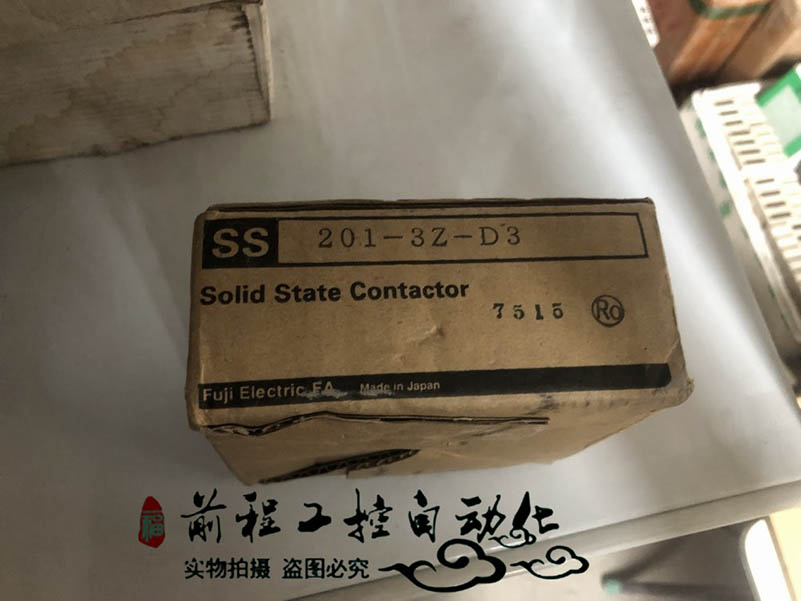 SS 201-3Z-D3
Solid State Contactor
7515 Ro
Fuji Electric FA Made in Japan
福 前程工控自动化
实物拍摄 盗图必究